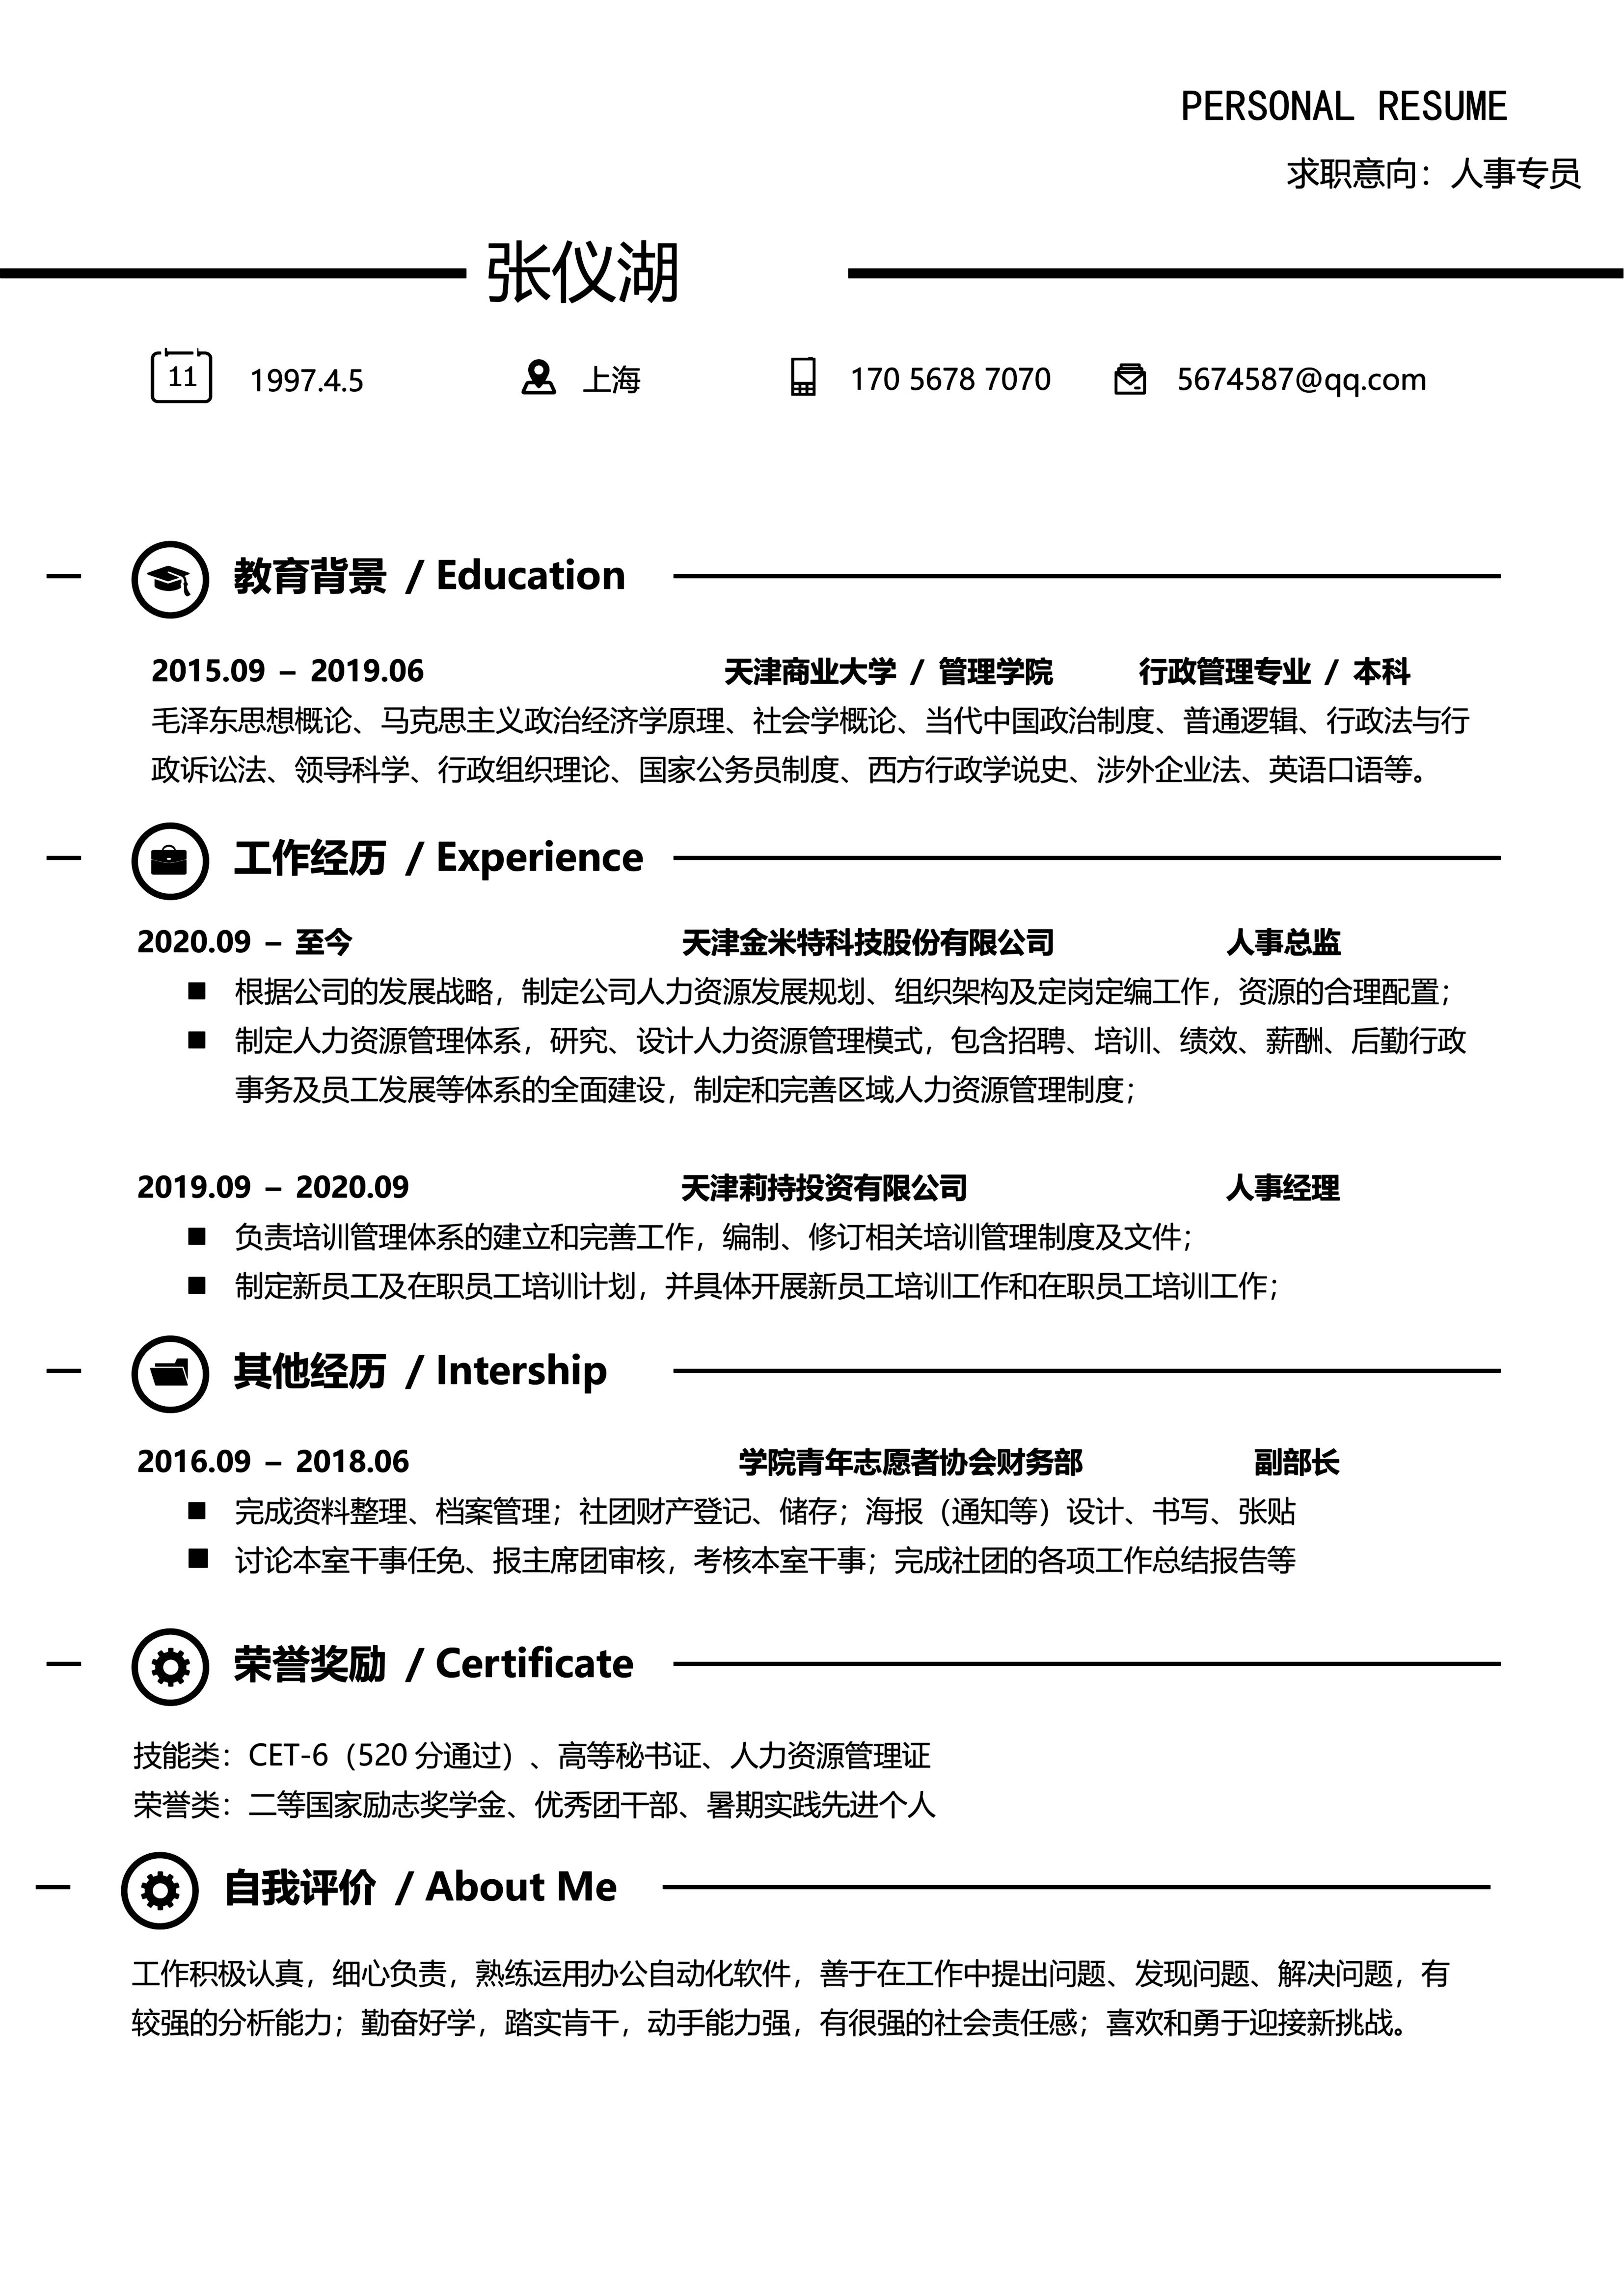 PERSONAL RESUME
求职意向：人事专员
张仪湖
11 1997.4.5 上海 170 5678 7070 5674587@qq.com
教育背景 / Education
2015.09 – 2019.06 天津商业大学 / 管理学院 行政管理专业 / 本科
毛泽东思想概论、马克思主义政治经济学原理、社会学概论、当代中国政治制度、普通逻辑、行政法与行
政诉讼法、领导科学、行政组织理论、国家公务员制度、西方行政学说史、涉外企业法、英语口语等。
工作经历 / Experience
2020.09 – 至今 天津金米特科技股份有限公司 人事总监
■ 根据公司的发展战略，制定公司人力资源发展规划、组织架构及定岗定编工作，资源的合理配置；
■ 制定人力资源管理体系，研究、设计人力资源管理模式，包含招聘、培训、绩效、薪酬、后勤行政
事务及员工发展等体系的全面建设，制定和完善区域人力资源管理制度；
2019.09 – 2020.09 天津莉持投资有限公司 人事经理
■ 负责培训管理体系的建立和完善工作，编制、修订相关培训管理制度及文件；
■ 制定新员工及在职员工培训计划，并具体开展新员工培训工作和在职员工培训工作；
其他经历 / Intership
2016.09 – 2018.06 学院青年志愿者协会财务部 副部长
■ 完成资料整理、档案管理；社团财产登记、储存；海报（通知等）设计、书写、张贴
■ 讨论本室干事任免、报主席团审核，考核本室干事；完成社团的各项工作总结报告等
荣誉奖励 / Certificate
技能类：CET-6（520 分通过）、高等秘书证、人力资源管理证
荣誉类：二等国家励志奖学金、优秀团干部、暑期实践先进个人
自我评价 / About Me
工作积极认真，细心负责，熟练运用办公自动化软件，善于在工作中提出问题、发现问题、解决问题，有
较强的分析能力；勤奋好学，踏实肯干，动手能力强，有很强的社会责任感；喜欢和勇于迎接新挑战。